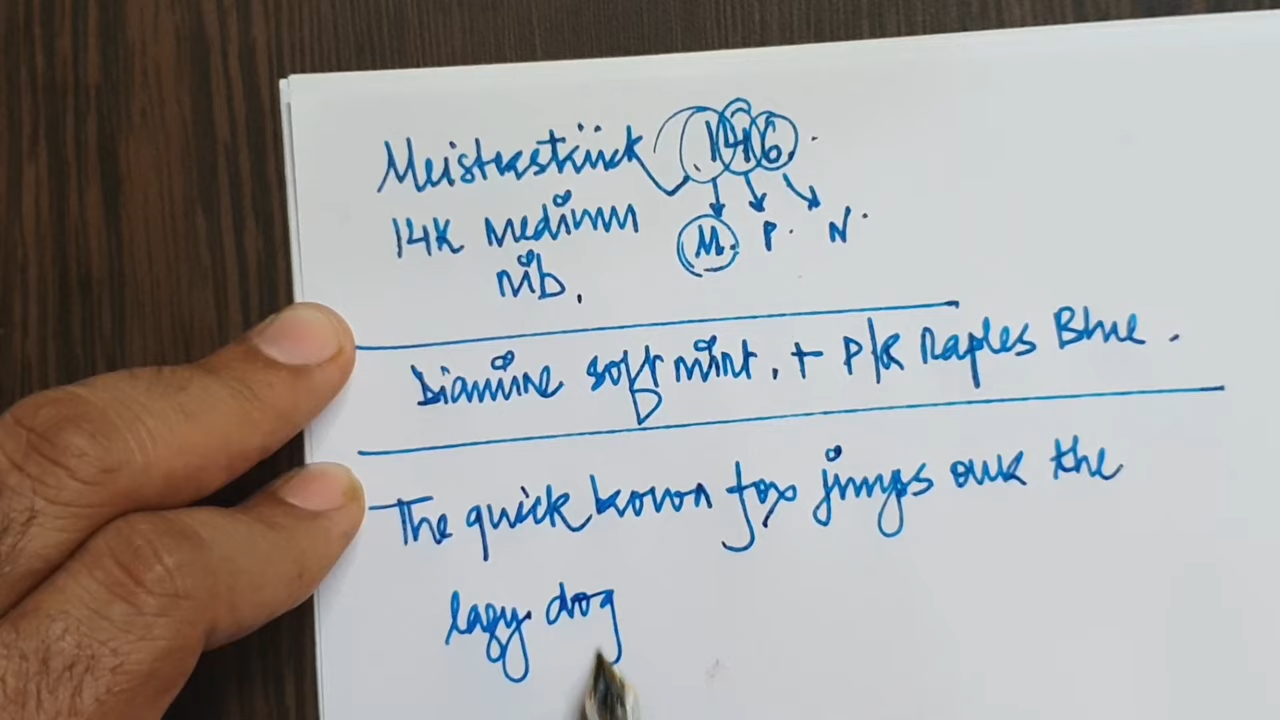 Meisterstück 146.
14K Medium M. P. N.
nib.
Diamine soft mint. + P/K Naples Blue.
The quick brown fox jumps over the
lazy dog